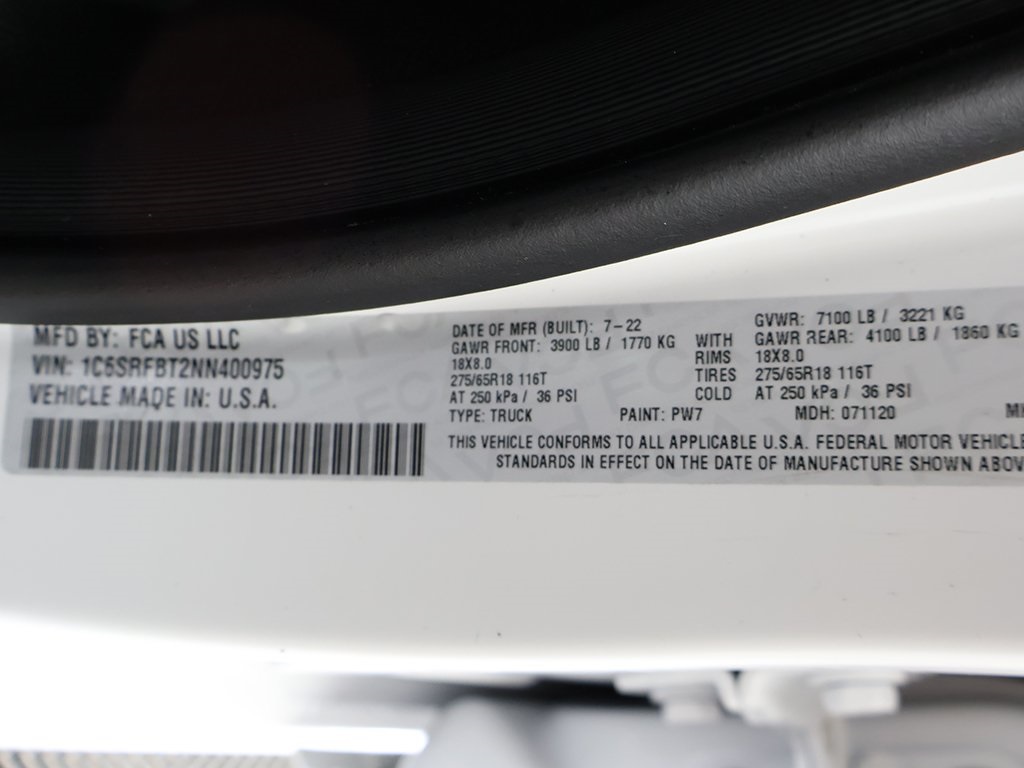 MFD BY: FCA US LLC
VIN: 1C6SRFBT2NN400975
VEHICLE MADE IN: U.S.A.
DATE OF MFR (BUILT): 7-22
GAWR FRONT: 3900 LB / 1770 KG
18X8.0
275/65R18 116T
AT 250 kPa / 36 PSI
WITH
RIMS
TIRES
COLD
GVWR: 7100 LB / 3221 KG
GAWR REAR: 4100 LB / 1860 KG
18X8.0
275/65R18 116T
AT 250 kPa / 36 PSI
TYPE: TRUCK PAINT: PW7 MDH: 071120
THIS VEHICLE CONFORMS TO ALL APPLICABLE U.S.A. FEDERAL MOTOR VEHICLE
STANDARDS IN EFFECT ON THE DATE OF MANUFACTURE SHOWN ABOV